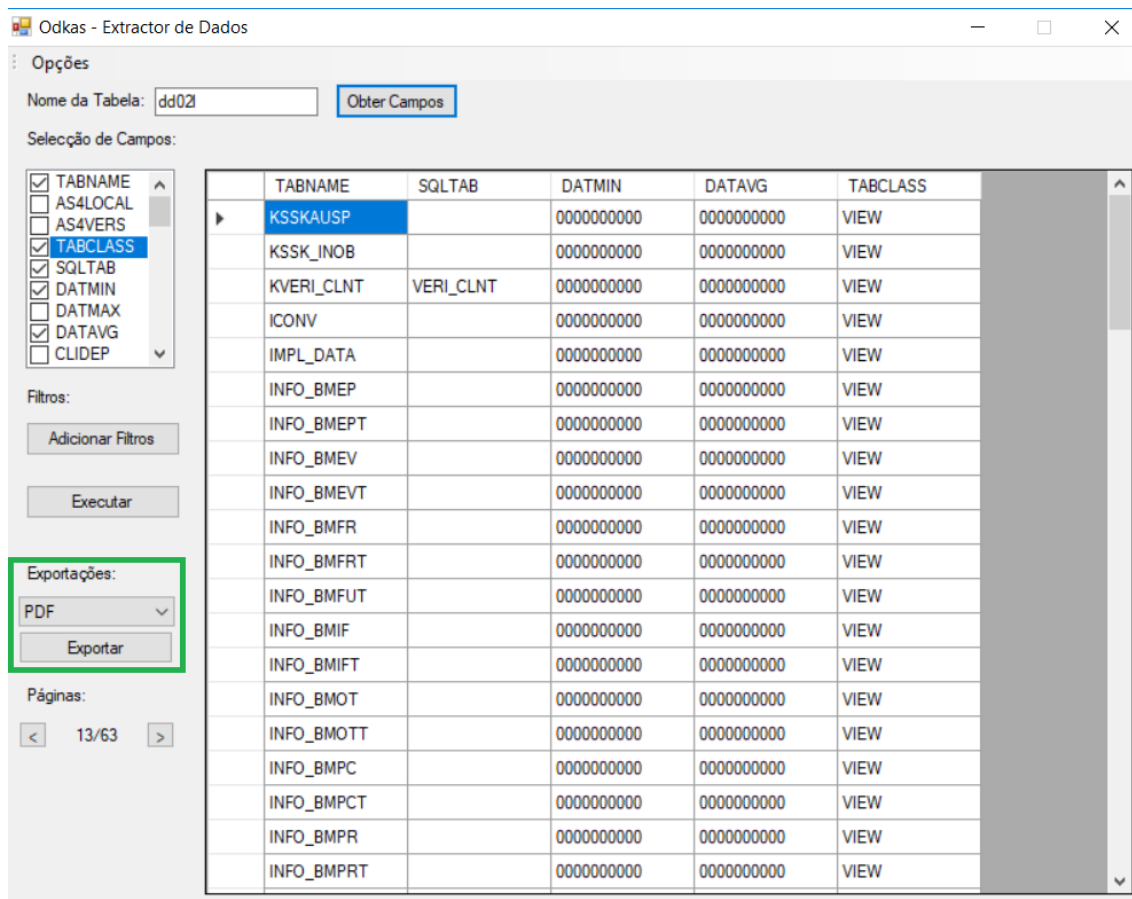 Odkas - Extractor de Dados
Opções
Nome da Tabela: dd02l Obter Campos
Selecção de Campos:
TABNAME
AS4LOCAL
AS4VERS
TABCLASS
SQLTAB
DATMIN
DATMAX
DATAVG
CLIDEP
Filtros:
Adicionar Filtros
Executar
Exportações:
PDF
Exportar
Páginas:
< 13/63 >
TABNAME SQLTAB DATMIN DATAVG TABCLASS
KSSKAUSP 0000000000 0000000000 VIEW
KSSK_INOB 0000000000 0000000000 VIEW
KVERI_CLNT VERI_CLNT 0000000000 0000000000 VIEW
ICONV 0000000000 0000000000 VIEW
IMPL_DATA 0000000000 0000000000 VIEW
INFO_BMEP 0000000000 0000000000 VIEW
INFO_BMEPT 0000000000 0000000000 VIEW
INFO_BMEV 0000000000 0000000000 VIEW
INFO_BMEVT 0000000000 0000000000 VIEW
INFO_BMFR 0000000000 0000000000 VIEW
INFO_BMFRT 0000000000 0000000000 VIEW
INFO_BMFUT 0000000000 0000000000 VIEW
INFO_BMIF 0000000000 0000000000 VIEW
INFO_BMIFT 0000000000 0000000000 VIEW
INFO_BMOT 0000000000 0000000000 VIEW
INFO_BMOTT 0000000000 0000000000 VIEW
INFO_BMPC 0000000000 0000000000 VIEW
INFO_BMPCT 0000000000 0000000000 VIEW
INFO_BMPR 0000000000 0000000000 VIEW
INFO_BMPRT 0000000000 0000000000 VIEW